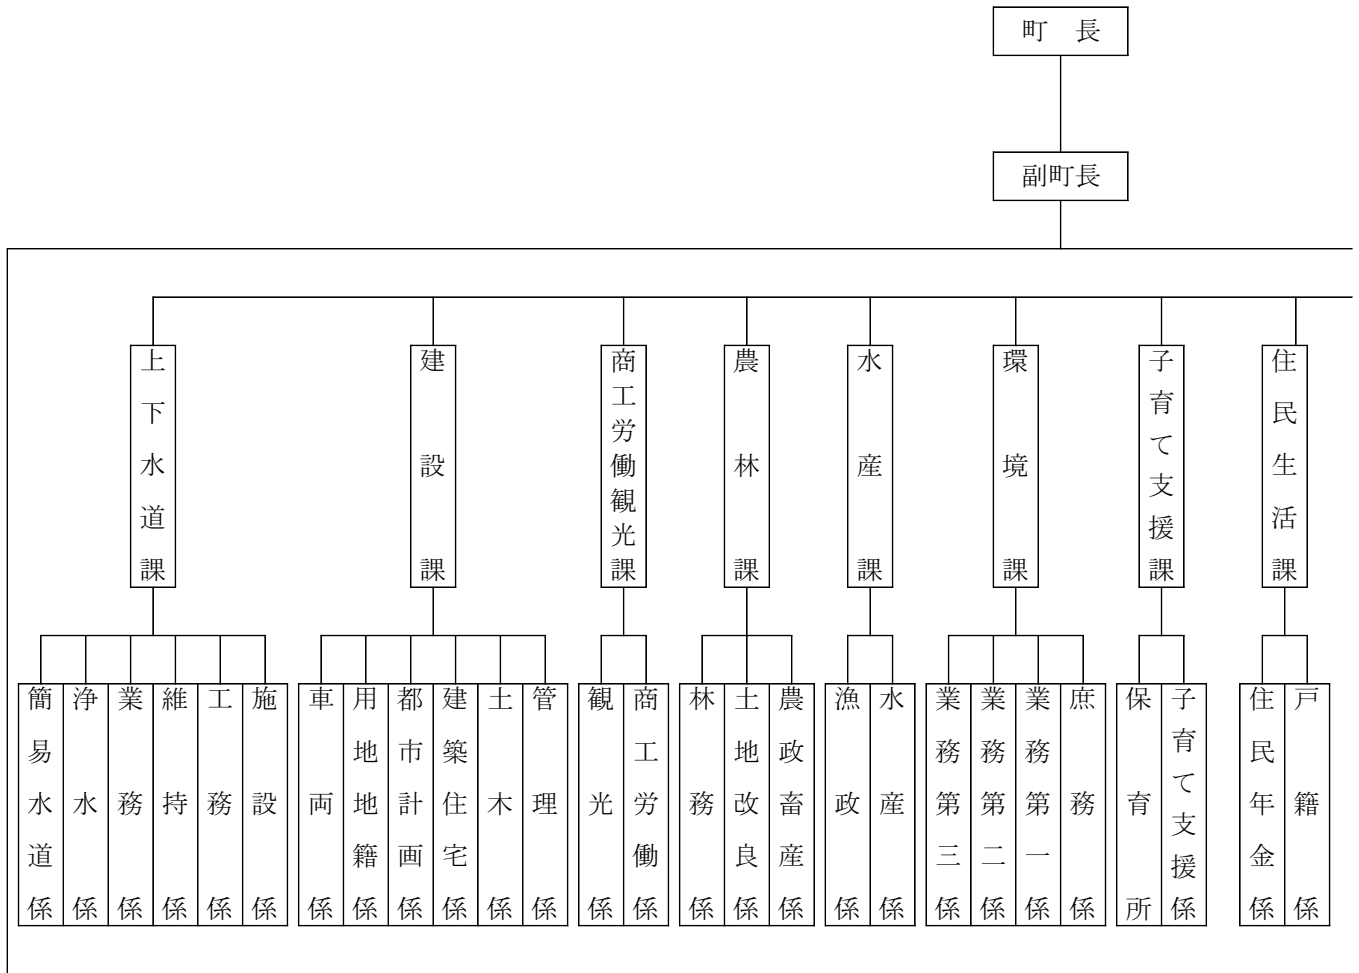 町　長
副町長
住民生活課
子育て支援課
環境課
水産課
農林課
商工労働観光課
建設課
上下水道課
戸籍係
住民年金係
子育て支援係
保育所
庶務係
業務第一係
業務第二係
業務第三係
水産係
漁政係
農政畜産係
土地改良係
林務係
商工労働係
観光係
管理係
土木係
建築住宅係
都市計画係
用地地籍係
車両係
施設係
工務係
維持係
業務係
浄水係
簡易水道係